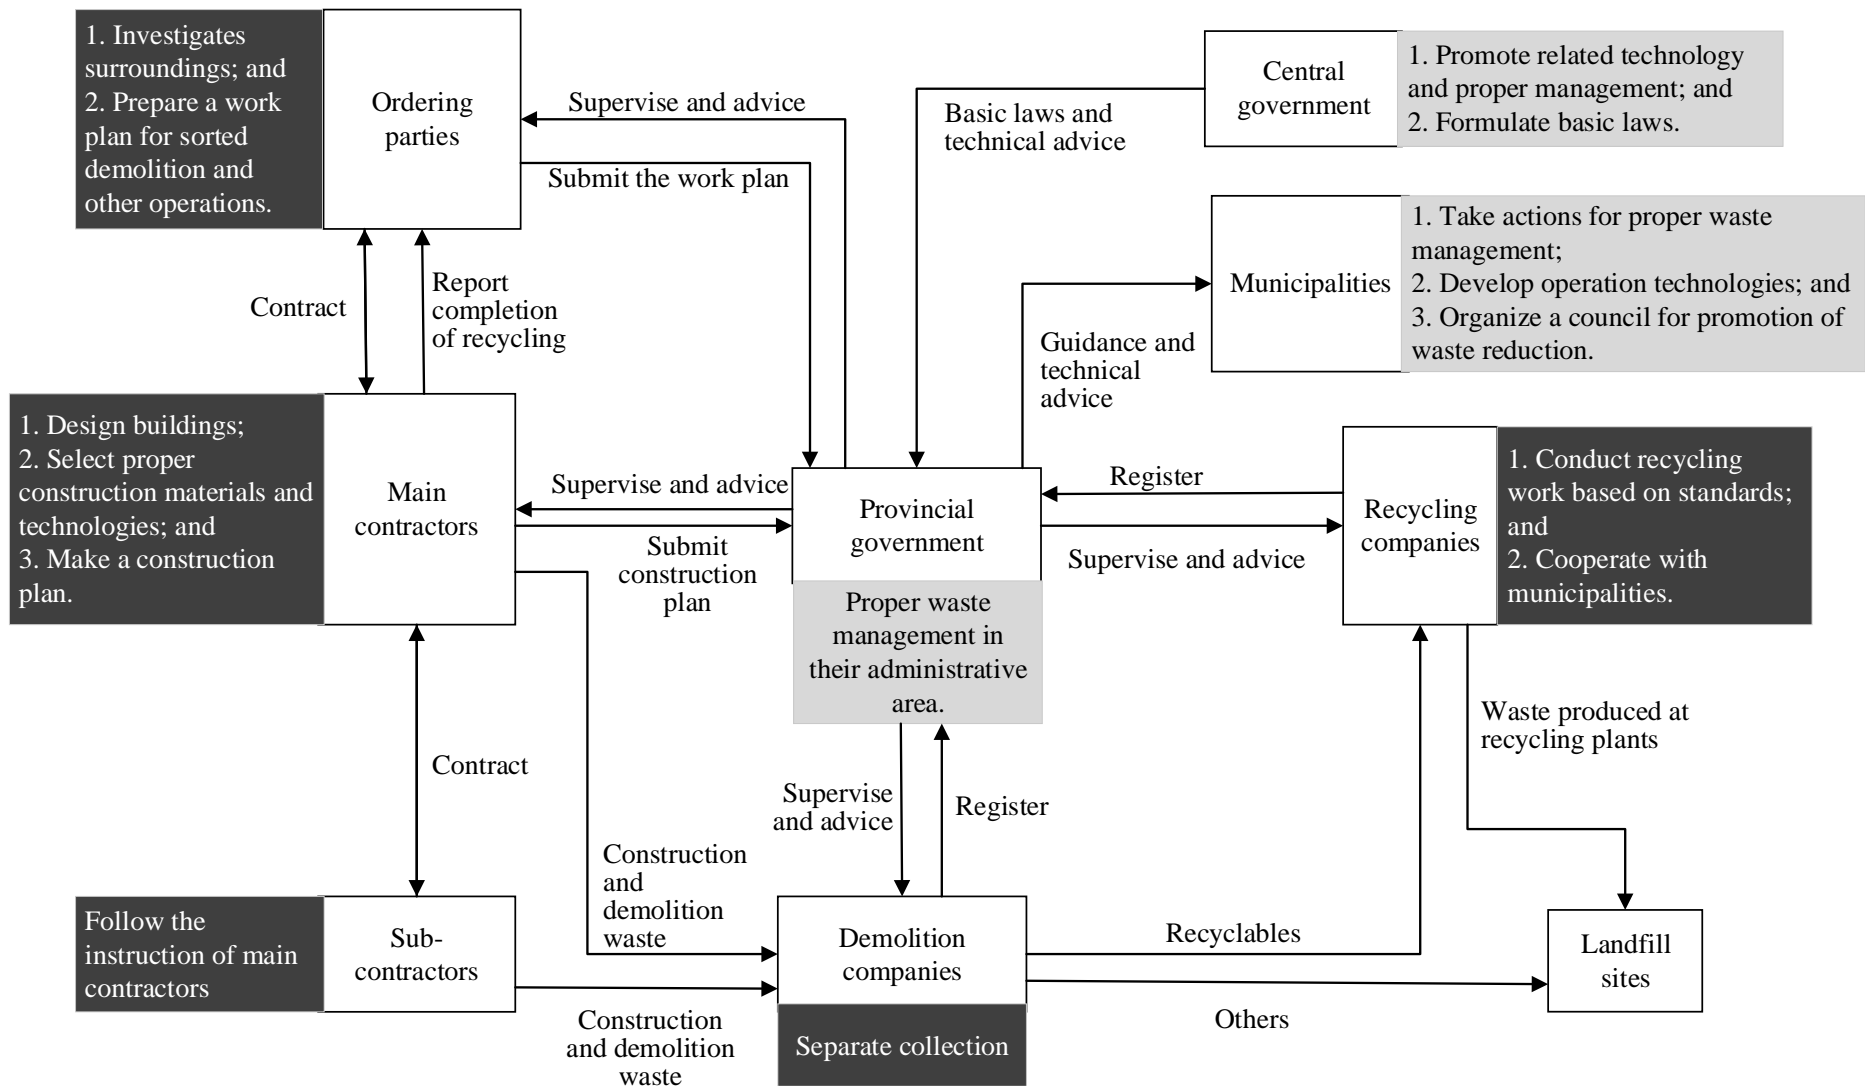 1. Investigates
surroundings; and
2. Prepare a work
plan for sorted
demolition and
other operations.
Ordering
parties
Supervise and advice
Submit the work plan
Basic laws and
technical advice
Central
government
1. Promote related technology
and proper management; and
2. Formulate basic laws.
Municipalities
1. Take actions for proper waste
management;
2. Develop operation technologies; and
3. Organize a council for promotion of
waste reduction.
Contract
Report
completion
of recycling
Guidance and
technical
advice
1. Design buildings;
2. Select proper
construction materials and
technologies; and
3. Make a construction
plan.
Main
contractors
Supervise and advice
Submit
construction
plan
Provincial
government
Proper waste
management in
their administrative
area.
Register
Supervise and advice
Recycling
companies
1. Conduct recycling
work based on standards;
and
2. Cooperate with
municipalities.
Contract
Supervise
and advice
Register
Waste produced at
recycling plants
Construction
and
demolition
waste
Follow the
instruction of main
contractors
Sub-
contractors
Construction
and demolition
waste
Demolition
companies
Separate collection
Recyclables
Others
Landfill
sites